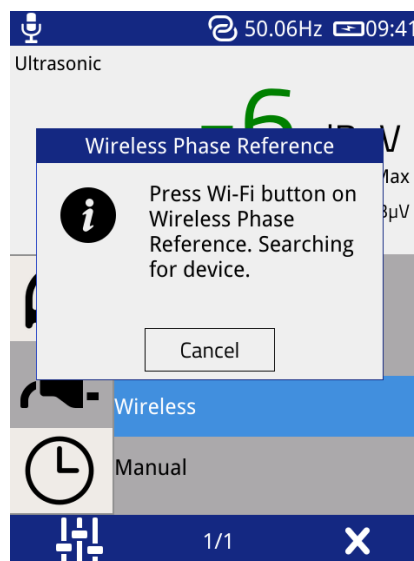 50.06Hz 09:41
Ultrasonic
-6
Wireless Phase Reference
Press Wi-Fi button on
Wireless Phase
Reference. Searching
for device.
Cancel
Wireless
Manual
1/1